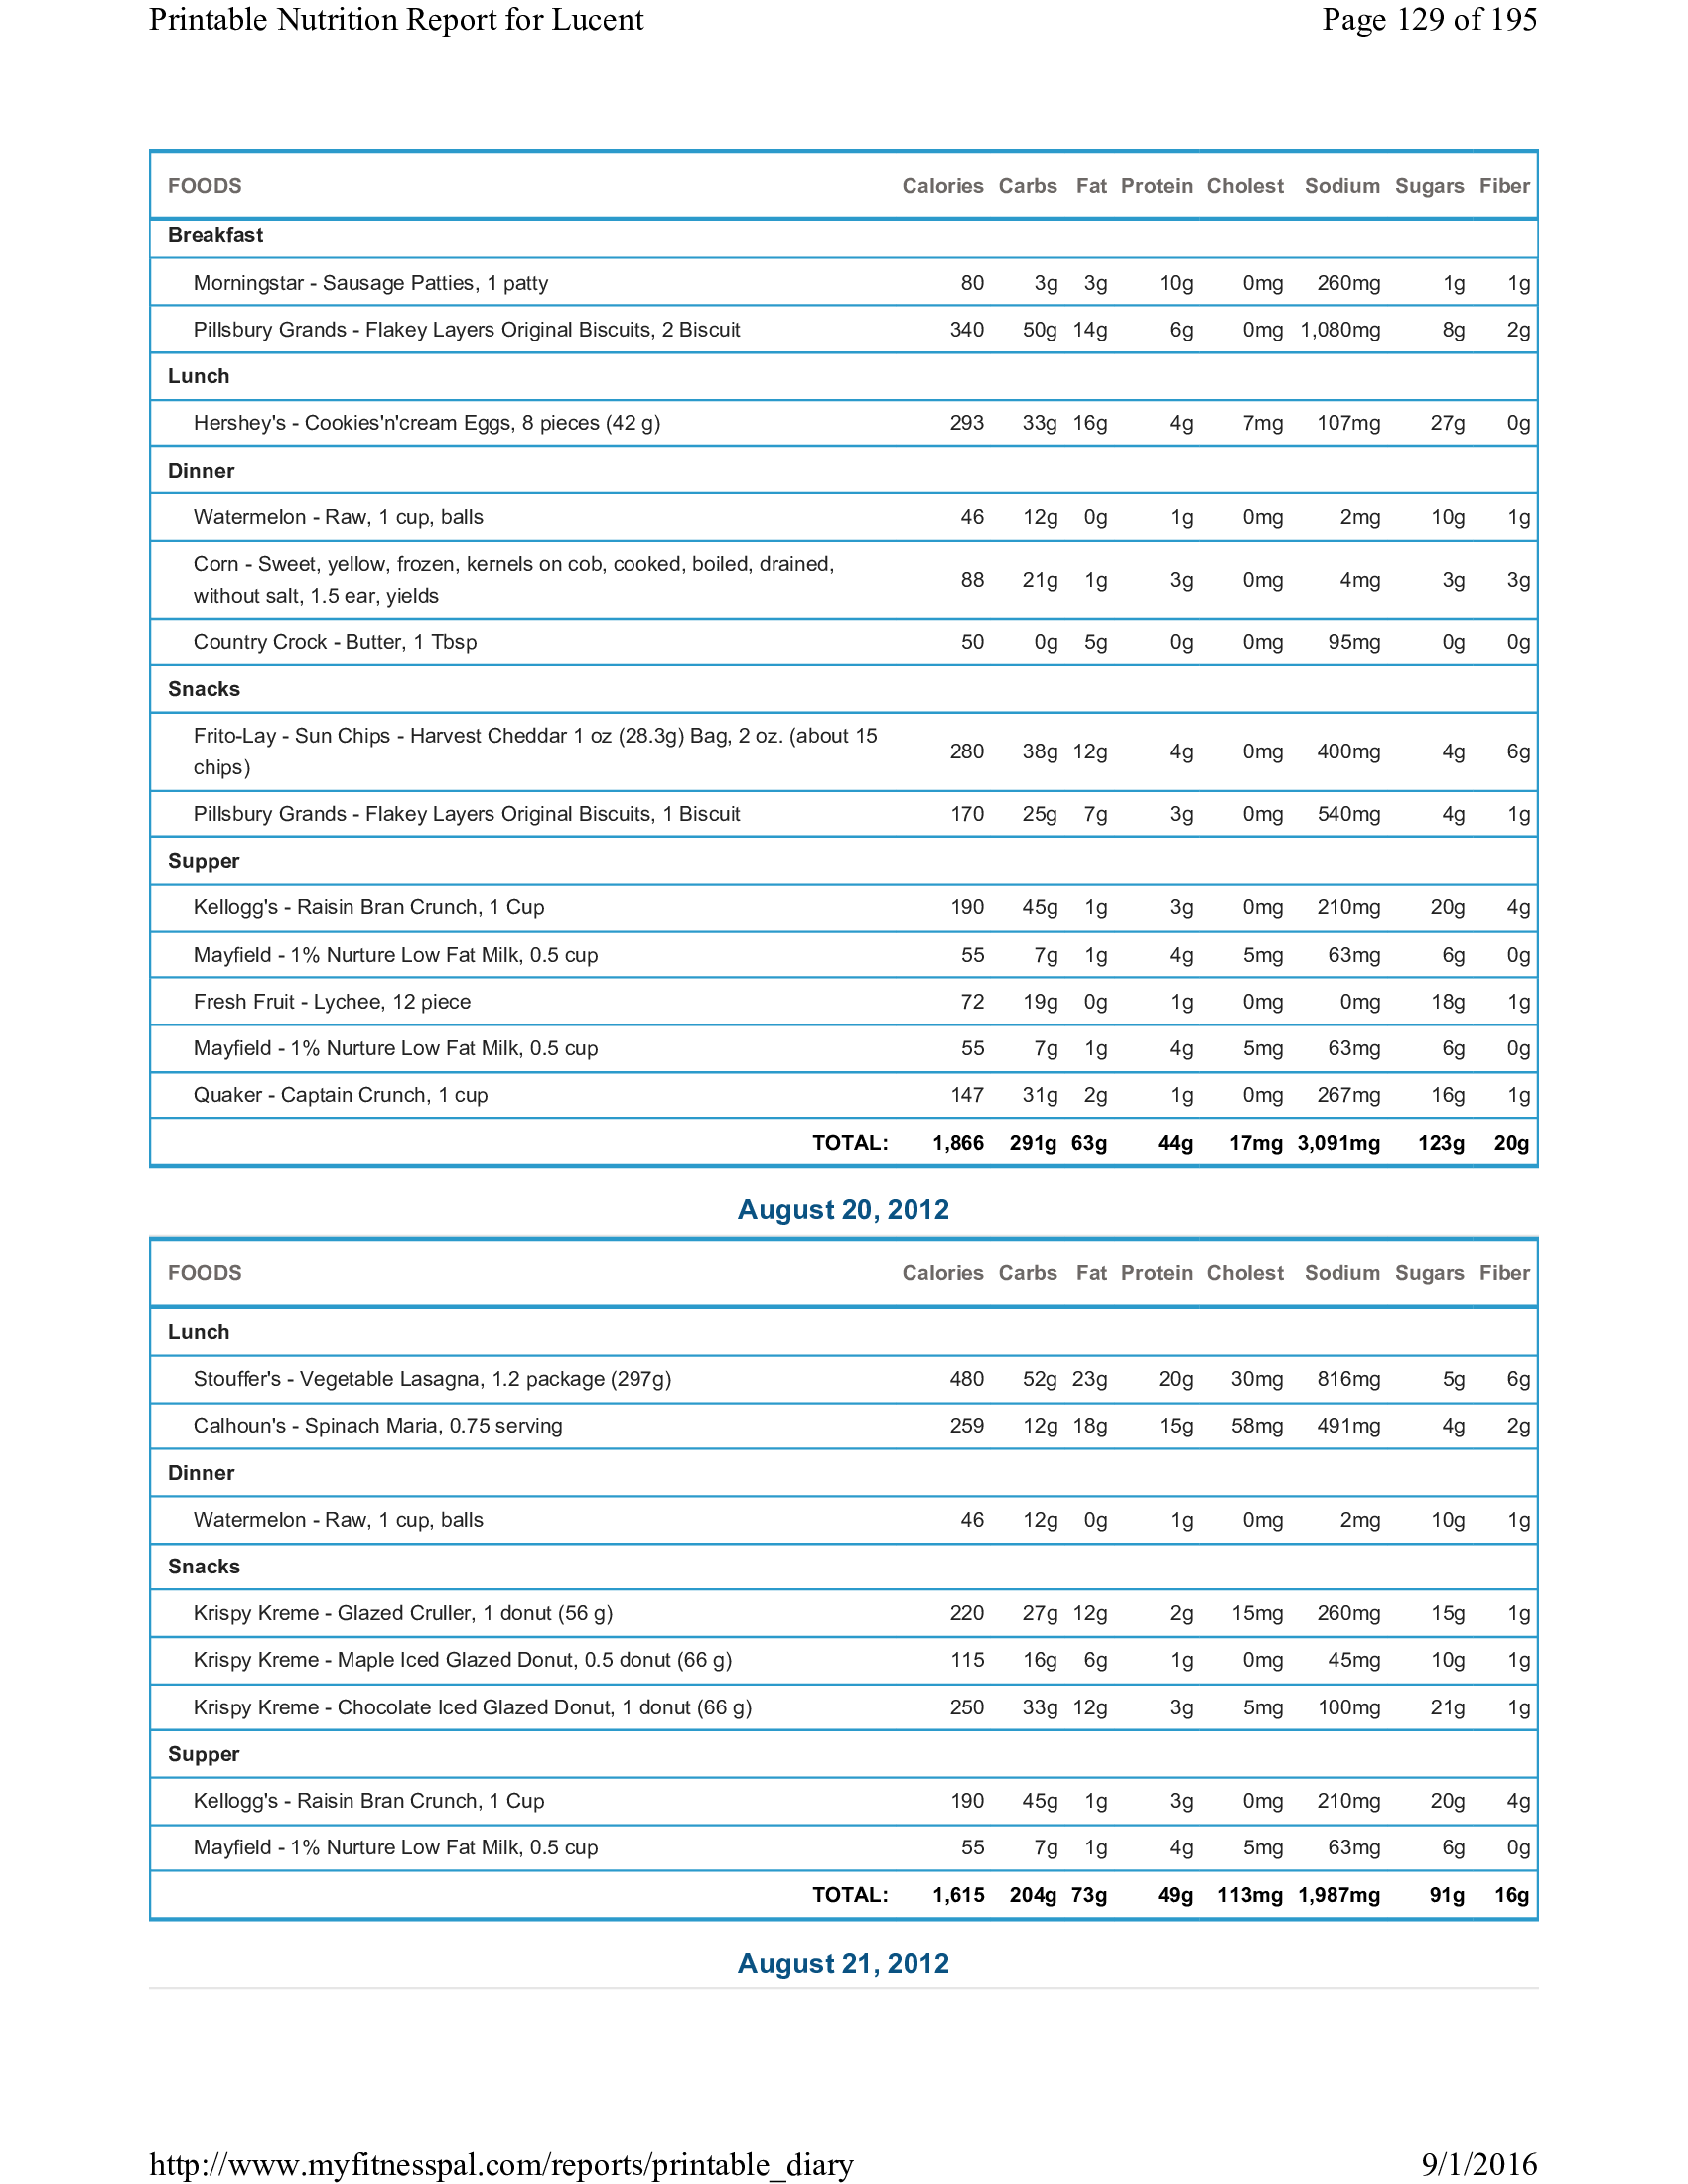 Printable Nutrition Report for Lucent Page 129 of 195
FOODS Calories Carbs Fat Protein Cholest Sodium Sugars Fiber
Breakfast
Morningstar - Sausage Patties, 1 patty 80 3g 3g 10g 0mg 260mg 1g 1g
Pillsbury Grands - Flakey Layers Original Biscuits, 2 Biscuit 340 50g 14g 6g 0mg 1,080mg 8g 2g
Lunch
Hershey's - Cookies'n'cream Eggs, 8 pieces (42 g) 293 33g 16g 4g 7mg 107mg 27g 0g
Dinner
Watermelon - Raw, 1 cup, balls 46 12g 0g 1g 0mg 2mg 10g 1g
Corn - Sweet, yellow, frozen, kernels on cob, cooked, boiled, drained,
without salt, 1.5 ear, yields 88 21g 1g 3g 0mg 4mg 3g 3g
Country Crock - Butter, 1 Tbsp 50 0g 5g 0g 0mg 95mg 0g 0g
Snacks
Frito-Lay - Sun Chips - Harvest Cheddar 1 oz (28.3g) Bag, 2 oz. (about 15
chips) 280 38g 12g 4g 0mg 400mg 4g 6g
Pillsbury Grands - Flakey Layers Original Biscuits, 1 Biscuit 170 25g 7g 3g 0mg 540mg 4g 1g
Supper
Kellogg's - Raisin Bran Crunch, 1 Cup 190 45g 1g 3g 0mg 210mg 20g 4g
Mayfield - 1% Nurture Low Fat Milk, 0.5 cup 55 7g 1g 4g 5mg 63mg 6g 0g
Fresh Fruit - Lychee, 12 piece 72 19g 0g 1g 0mg 0mg 18g 1g
Mayfield - 1% Nurture Low Fat Milk, 0.5 cup 55 7g 1g 4g 5mg 63mg 6g 0g
Quaker - Captain Crunch, 1 cup 147 31g 2g 1g 0mg 267mg 16g 1g
TOTAL: 1,866 291g 63g 44g 17mg 3,091mg 123g 20g
August 20, 2012
FOODS Calories Carbs Fat Protein Cholest Sodium Sugars Fiber
Lunch
Stouffer's - Vegetable Lasagna, 1.2 package (297g) 480 52g 23g 20g 30mg 816mg 5g 6g
Calhoun's - Spinach Maria, 0.75 serving 259 12g 18g 15g 58mg 491mg 4g 2g
Dinner
Watermelon - Raw, 1 cup, balls 46 12g 0g 1g 0mg 2mg 10g 1g
Snacks
Krispy Kreme - Glazed Cruller, 1 donut (56 g) 220 27g 12g 2g 15mg 260mg 15g 1g
Krispy Kreme - Maple Iced Glazed Donut, 0.5 donut (66 g) 115 16g 6g 1g 0mg 45mg 10g 1g
Krispy Kreme - Chocolate Iced Glazed Donut, 1 donut (66 g) 250 33g 12g 3g 5mg 100mg 21g 1g
Supper
Kellogg's - Raisin Bran Crunch, 1 Cup 190 45g 1g 3g 0mg 210mg 20g 4g
Mayfield - 1% Nurture Low Fat Milk, 0.5 cup 55 7g 1g 4g 5mg 63mg 6g 0g
TOTAL: 1,615 204g 73g 49g 113mg 1,987mg 91g 16g
August 21, 2012
http://www.myfitnesspal.com/reports/printable_diary 9/1/2016